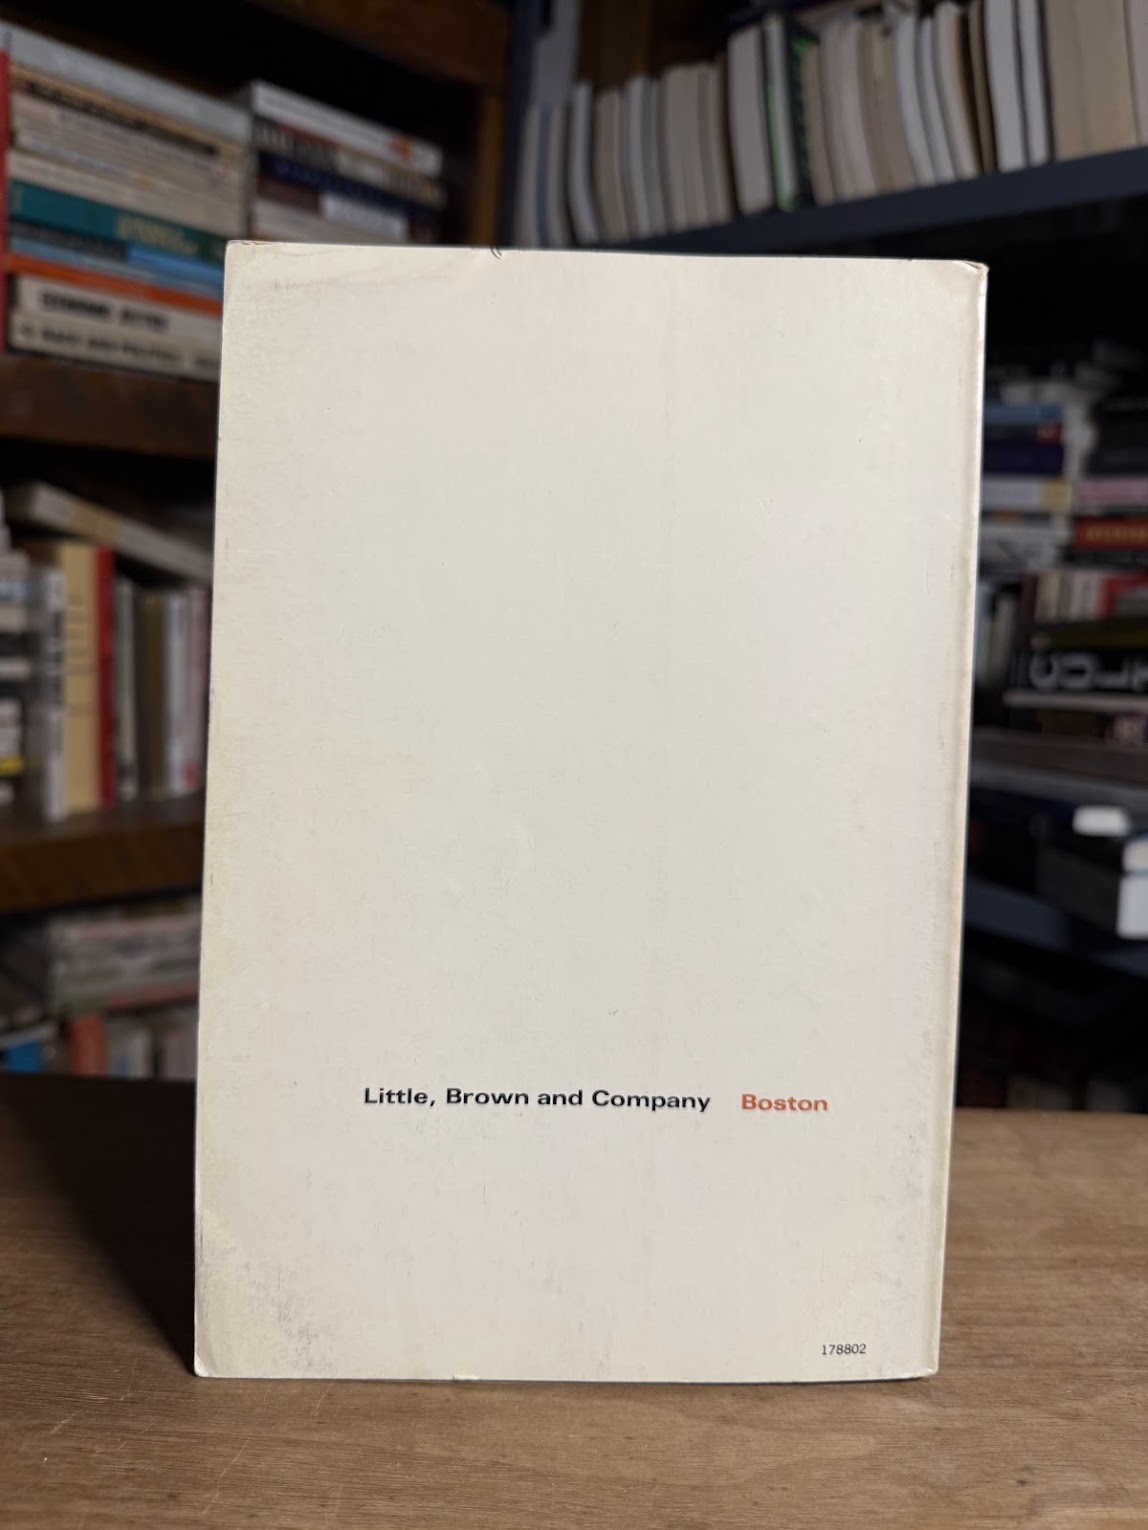 Little, Brown and Company Boston
178802